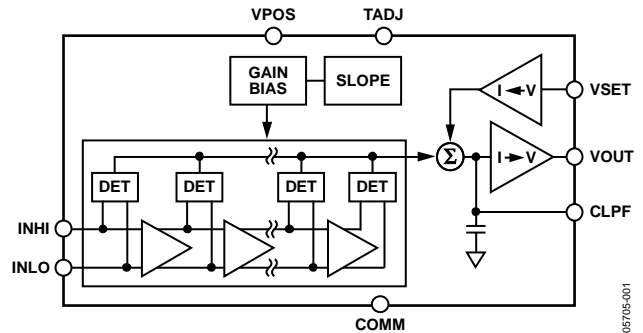 VPOS TADJ
GAIN
BIAS
SLOPE
I V
VSET
Σ
I V
VOUT
DET DET DET DET
CLPF
INHI
INLO
COMM
05705-001